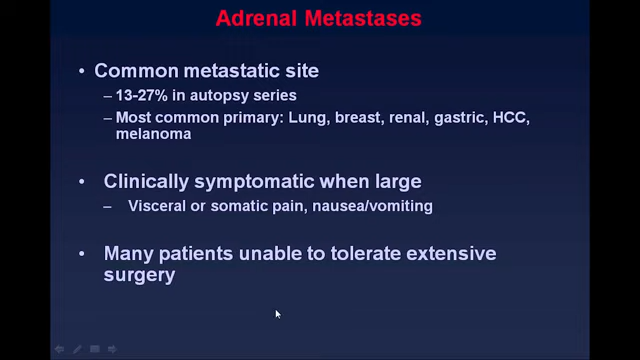 Adrenal Metastases
• Common metastatic site
– 13-27% in autopsy series
– Most common primary: Lung, breast, renal, gastric, HCC,
melanoma
• Clinically symptomatic when large
– Visceral or somatic pain, nausea/vomiting
• Many patients unable to tolerate extensive
surgery